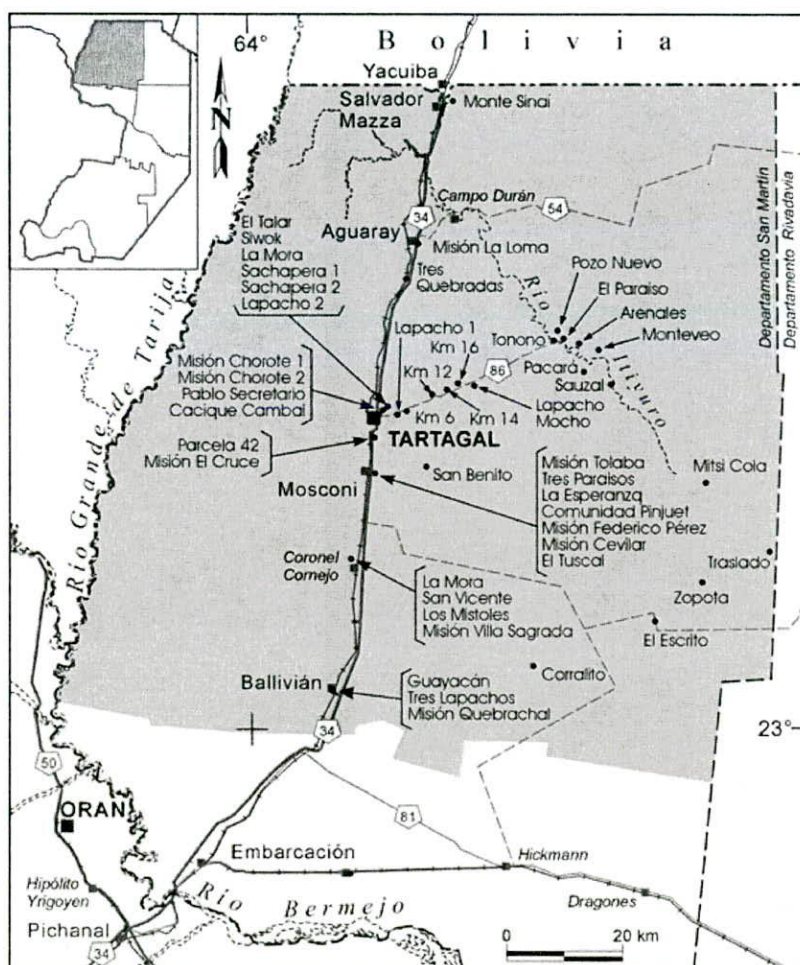 64°
B o l i v i a
Yacuiba
Salvador
Mazza
Monte Sinai
N
Campo Durán
34
54
Departamento San Martín
Departamento Rivadavia
El Talar
Siwok
La Mora
Sachapera 1
Sachapera 2
Lapacho 2
Aguaray
Misión La Loma
Tres
Quebradas
Río Itiyuro
Pozo Nuevo
El Paraiso
Arenales
Monteveo
Tonono
Pacará
Sauzal
Lapacho 1
Km 16
Km 12
86
Río Grande de Tarija
Misión Chorote 1
Misión Chorote 2
Pablo Secretario
Cacique Cambai
Km 6
Km 14
Lapacho
Mocho
TARTAGAL
Parcela 42
Misión El Cruce
San Benito
Mosconi
Misión Tolaba
Tres Paraisos
La Esperanzq
Comunidad Pinjuet
Misión Federico Pérez
Misión Cevilar
El Tuscal
Mitsi Cola
Traslado
Zopota
El Escrito
Coronel
Cornejo
La Mora
San Vicente
Los Mistoles
Misión Villa Sagrada
Corralito
Ballivián
Guayacán
Tres Lapachos
Misión Quebrachal
34
23°
50
ORAN
81
Embarcación
Hickmann
Hipólito
Yrigoyen
Río Bermejo
Dragones
Pichanal
34
0 20 km